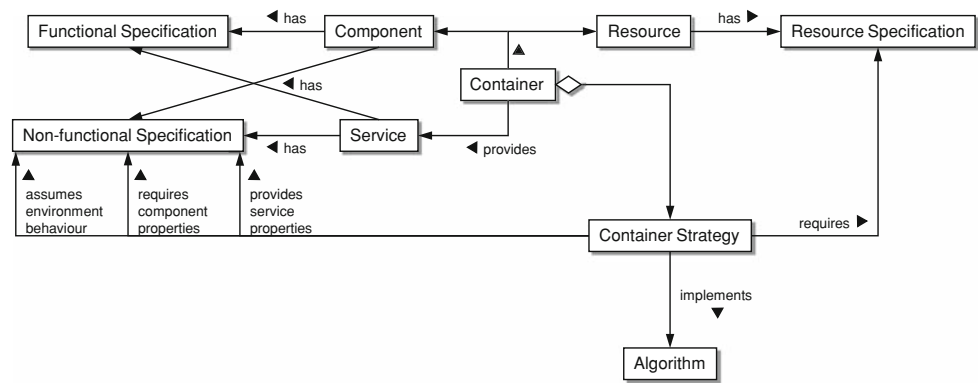 Functional Specification
has
Component
Resource
has
Resource Specification
Container
has
Non-functional Specification
has
Service
provides
assumes
environment
behaviour
requires
component
properties
provides
service
properties
Container Strategy
requires
implements
Algorithm